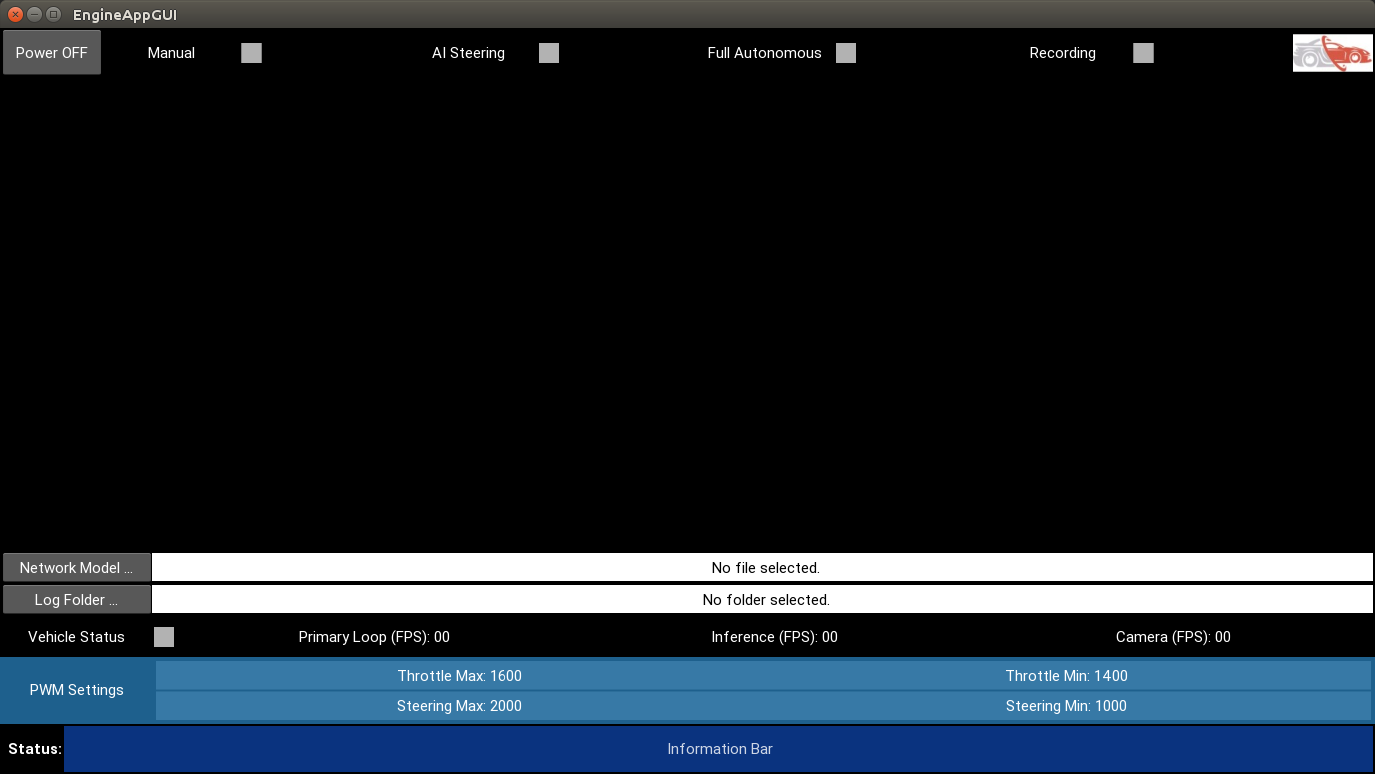 EngineAppGUI
Power OFF Manual AI Steering Full Autonomous Recording
Network Model ... No file selected.
Log Folder ... No folder selected.
Vehicle Status Primary Loop (FPS): 00 Inference (FPS): 00 Camera (FPS): 00
PWM Settings
Throttle Max: 1600 Throttle Min: 1400
Steering Max: 2000 Steering Min: 1000
Status: Information Bar